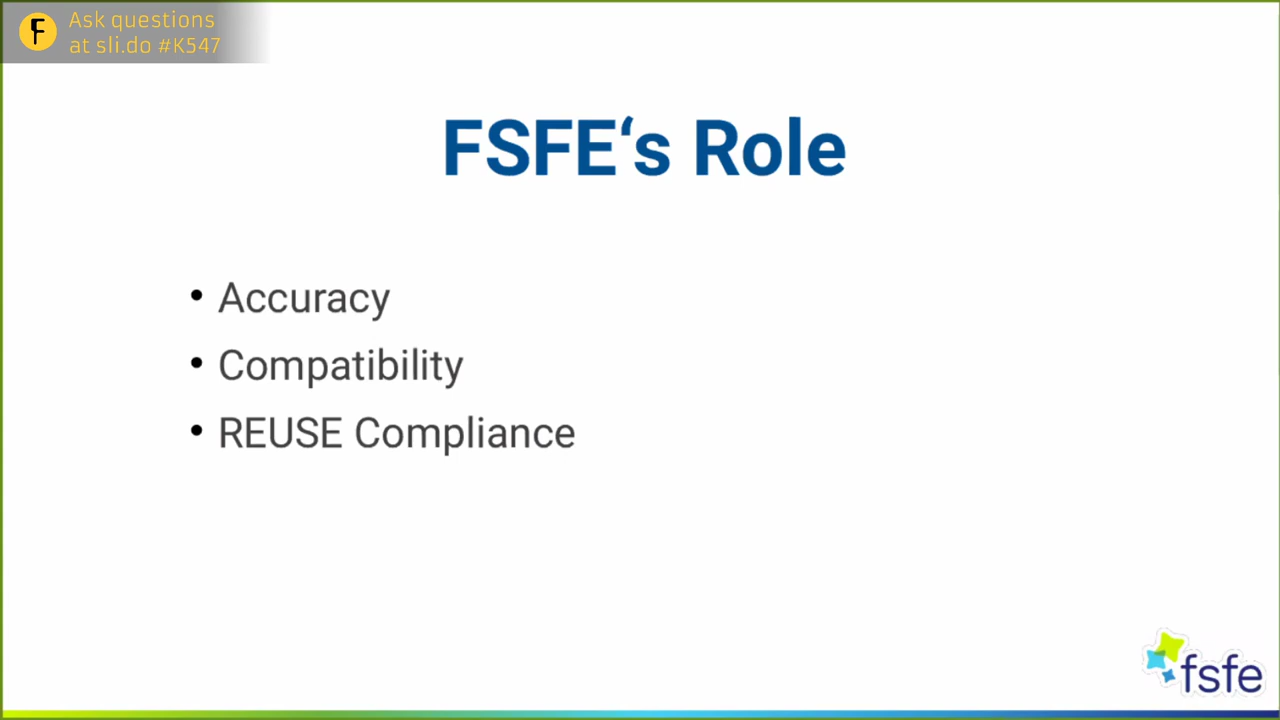 F
Ask questions
at sli.do #K547
FSFE‘s Role
• Accuracy
• Compatibility
• REUSE Compliance
fsfe